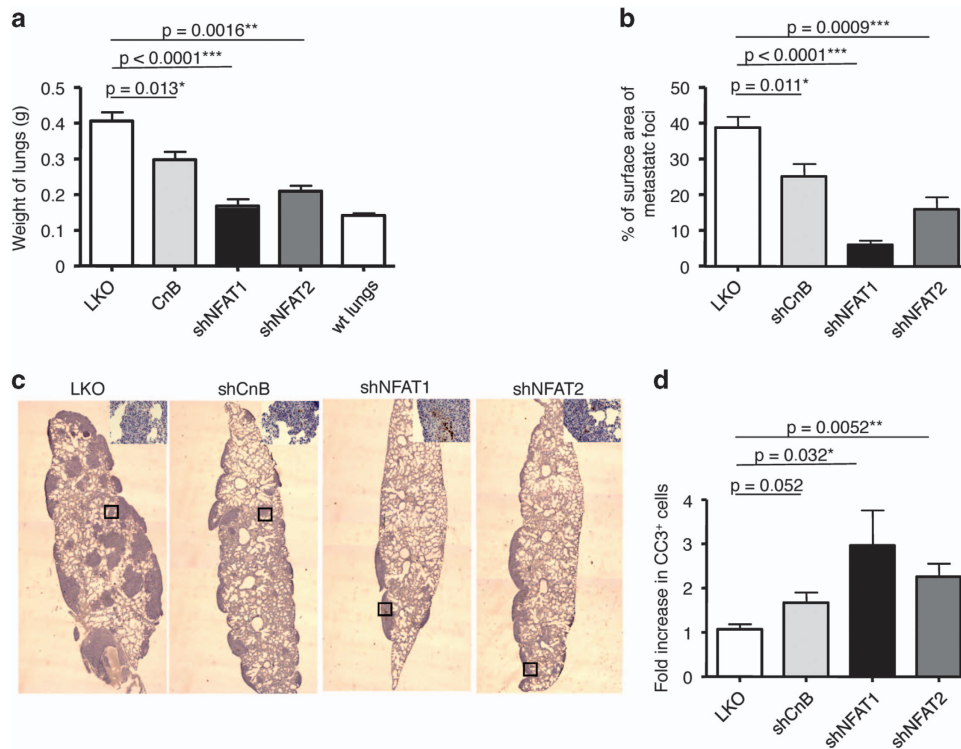 a
p = 0.0016**
p < 0.0001***
p = 0.013*
Weight of lungs (g)
0.5
0.4
0.3
0.2
0.1
0
LKO
CnB
shNFAT1
shNFAT2
wt lungs
b
p = 0.0009***
p < 0.0001***
p = 0.011*
% of surface area of
metastatc foci
50
40
30
20
10
0
LKO
shCnB
shNFAT1
shNFAT2
c
LKO
shCnB
shNFAT1
shNFAT2
d
p = 0.0052**
p = 0.032*
p = 0.052
Fold increase in CC3+ cells
4
3
2
1
0
LKO
shCnB
shNFAT1
shNFAT2